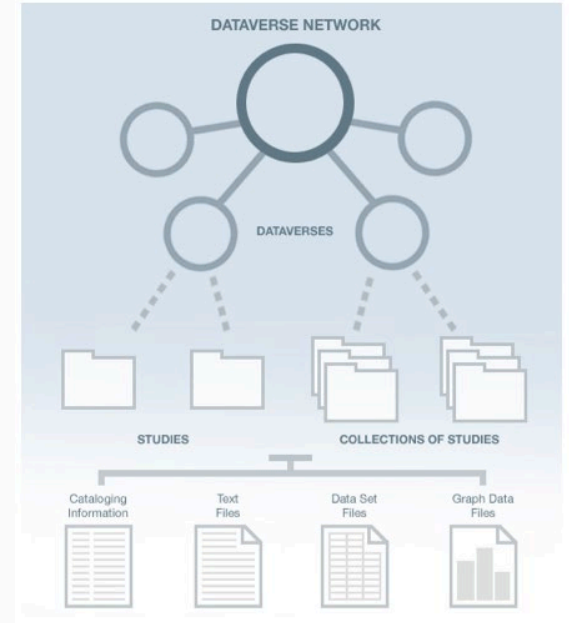 DATAVERSE NETWORK
DATAVERSES
STUDIES
COLLECTIONS OF STUDIES
Cataloging
Information
Text
Files
Data Set
Files
Graph Data
Files